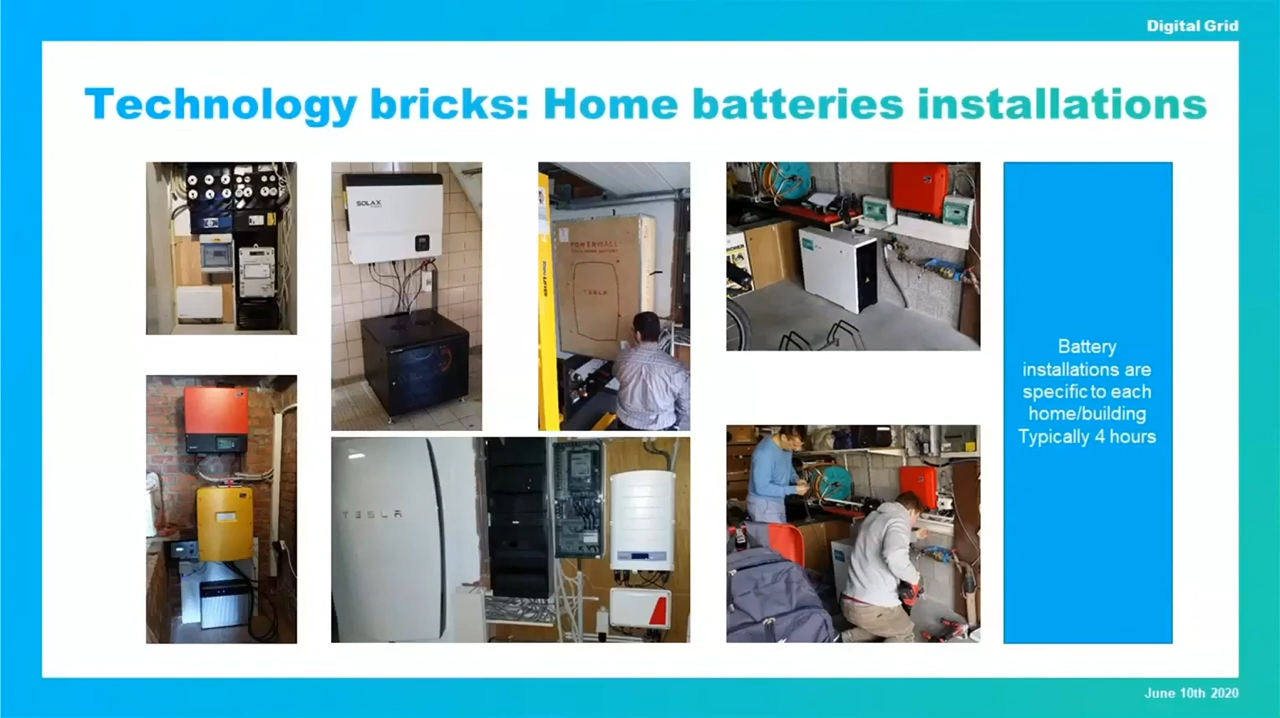 Digital Grid
Technology bricks: Home batteries installations
SOLAX
POWERWALL
TESLA
TESLA
Battery
installations are
specific to each
home/building
Typically 4 hours
June 10th 2020